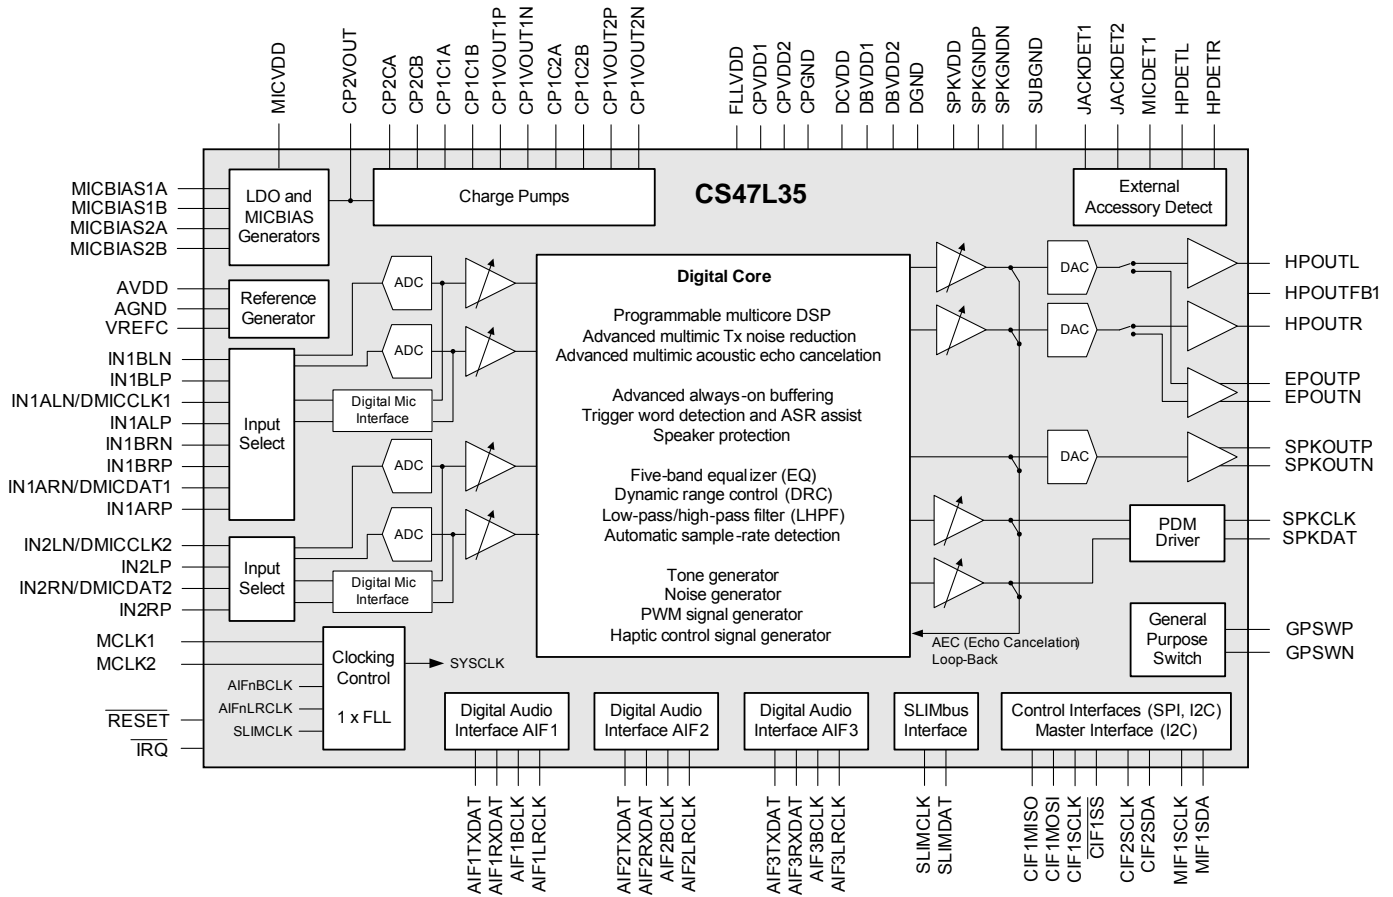 MICVDD
CP2VOUT
CP2CA
CP2CB
CP1C1A
CP1C1B
CP1VOUT1P
CP1VOUT1N
CP1C2A
CP1C2B
CP1VOUT2P
CP1VOUT2N
FLLVDD
CPVDD1
CPVDD2
CPGND
DCVDD
DBVDD1
DBVDD2
DGND
SPKVDD
SPKGNDP
SPKGNDN
SUBGND
JACKDET1
JACKDET2
MICDET1
HPDETL
HPDETR
MICBIAS1A
MICBIAS1B
MICBIAS2A
MICBIAS2B
LDO and
MICBIAS
Generators
Charge Pumps
CS47L35
External
Accessory Detect
AVDD
AGND
VREFC
Reference
Generator
IN1BLN
IN1BLP
IN1ALN/DMICCLK1
IN1ALP
IN1BRN
IN1BRP
IN1ARN/DMICDAT1
IN1ARP
Input
Select
ADC
ADC
Digital Mic
Interface
IN2LN/DMICCLK2
IN2LP
IN2RN/DMICDAT2
IN2RP
Input
Select
ADC
ADC
Digital Mic
Interface
Digital Core
Programmable multicore DSP
Advanced multimic Tx noise reduction
Advanced multimic acoustic echo cancelation
Advanced always-on buffering
Trigger word detection and ASR assist
Speaker protection
Five-band equalizer (EQ)
Dynamic range control (DRC)
Low-pass/high-pass filter (LHPF)
Automatic sample-rate detection
Tone generator
Noise generator
PWM signal generator
Haptic control signal generator
DAC
DAC
DAC
HPOUTL
HPOUTFB1
HPOUTR
EPOUTP
EPOUTN
SPKOUTP
SPKOUTN
PDM
Driver
SPKCLK
SPKDAT
General
Purpose
Switch
GPSWP
GPSWN
AEC (Echo Cancelation)
Loop-Back
MCLK1
MCLK2
AIFnBCLK
AIFnLRCLK
SLIMCLK
Clocking
Control
1 x FLL
SYSCLK
RESET
IRQ
Digital Audio
Interface AIF1
Digital Audio
Interface AIF2
Digital Audio
Interface AIF3
SLIMbus
Interface
Control Interfaces (SPI, I2C)
Master Interface (I2C)
AIF1TXDAT
AIF1RXDAT
AIF1BCLK
AIF1LRCLK
AIF2TXDAT
AIF2RXDAT
AIF2BCLK
AIF2LRCLK
AIF3TXDAT
AIF3RXDAT
AIF3BCLK
AIF3LRCLK
SLIMCLK
SLIMDAT
CIF1MISO
CIF1MOSI
CIF1SCLK
CIF1SS
CIF2SCLK
CIF2SDA
MIF1SCLK
MIF1SDA